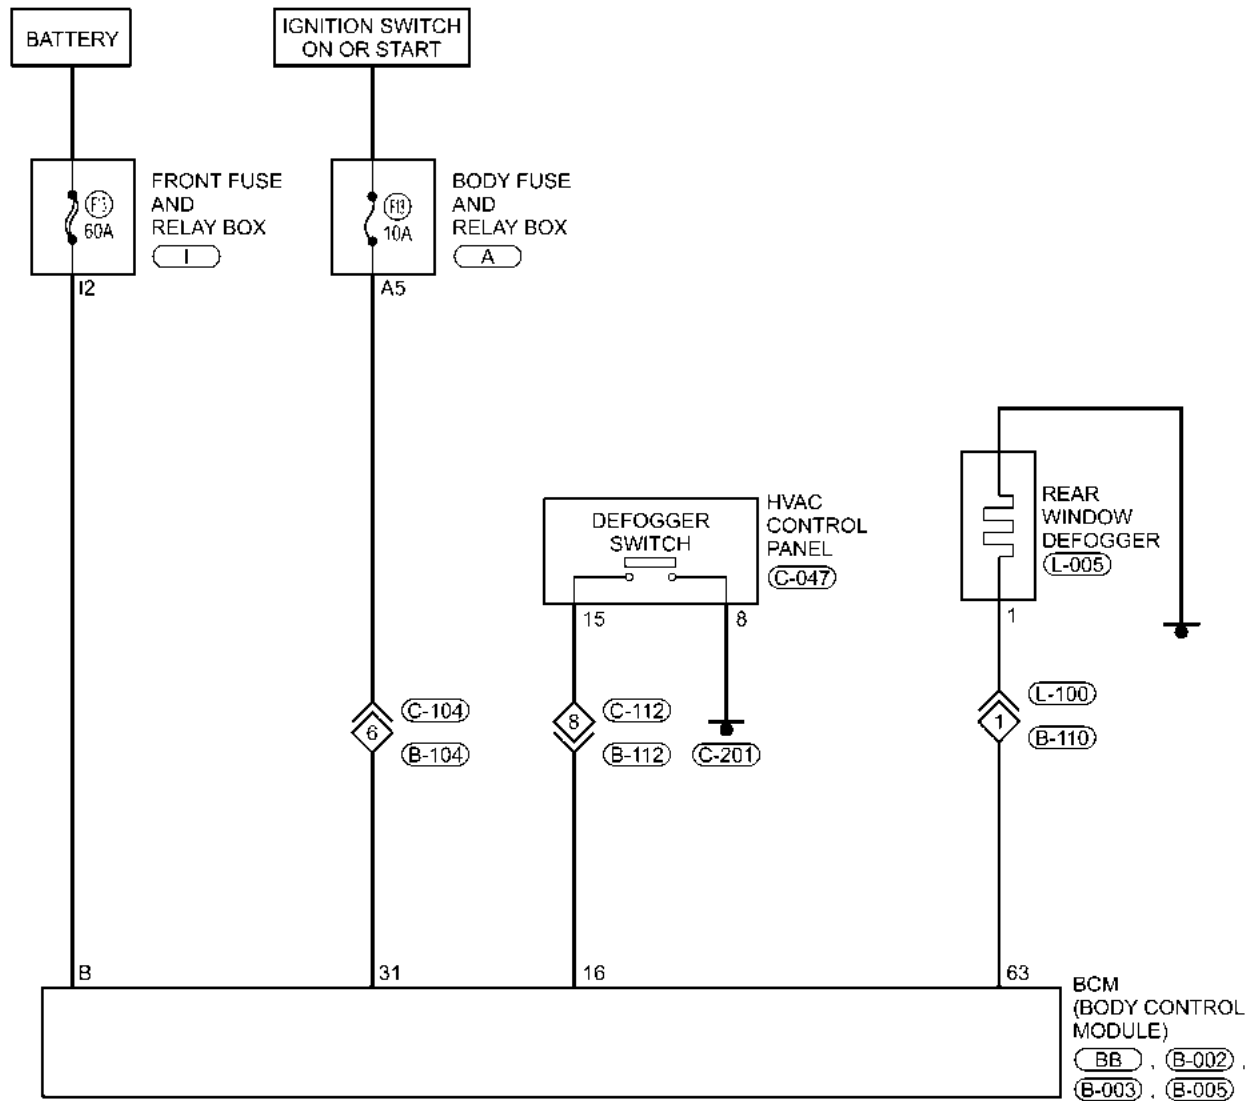 BATTERY
IGNITION SWITCH
ON OR START
60A
FRONT FUSE
AND
RELAY BOX
I
F18
10A
BODY FUSE
AND
RELAY BOX
A
I2
A5
DEFOGGER
SWITCH
HVAC
CONTROL
PANEL
C-047
15
8
REAR
WINDOW
DEFOGGER
L-005
1
6
C-104
B-104
8
C-112
B-112
C-201
1
L-100
B-110
B
31
16
63
BCM
(BODY CONTROL
MODULE)
BB , B-002 ,
B-003 , B-005